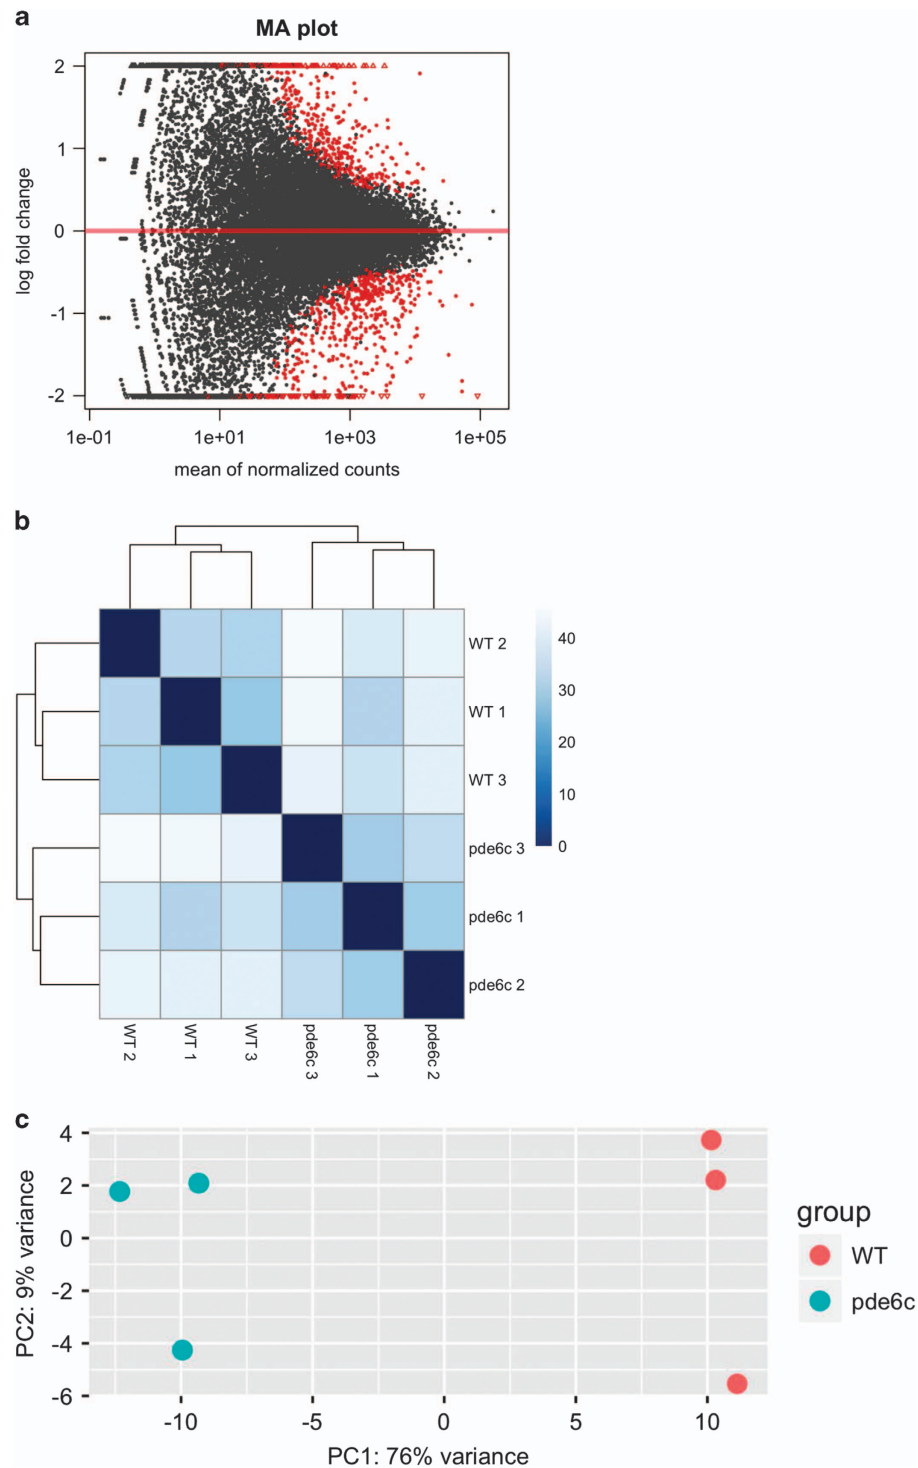 a
MA plot
2
1
0
-1
-2
log fold change
1e-01 1e+01 1e+03 1e+05
mean of normalized counts
b
WT 2
WT 1
WT 3
pde6c 3
pde6c 1
pde6c 2
40
30
20
10
0
WT 2 WT 1 WT 3 pde6c 3 pde6c 1 pde6c 2
c
4
2
0
-2
-4
-6
PC2: 9% variance
-10 -5 0 5 10
PC1: 76% variance
group
WT
pde6c